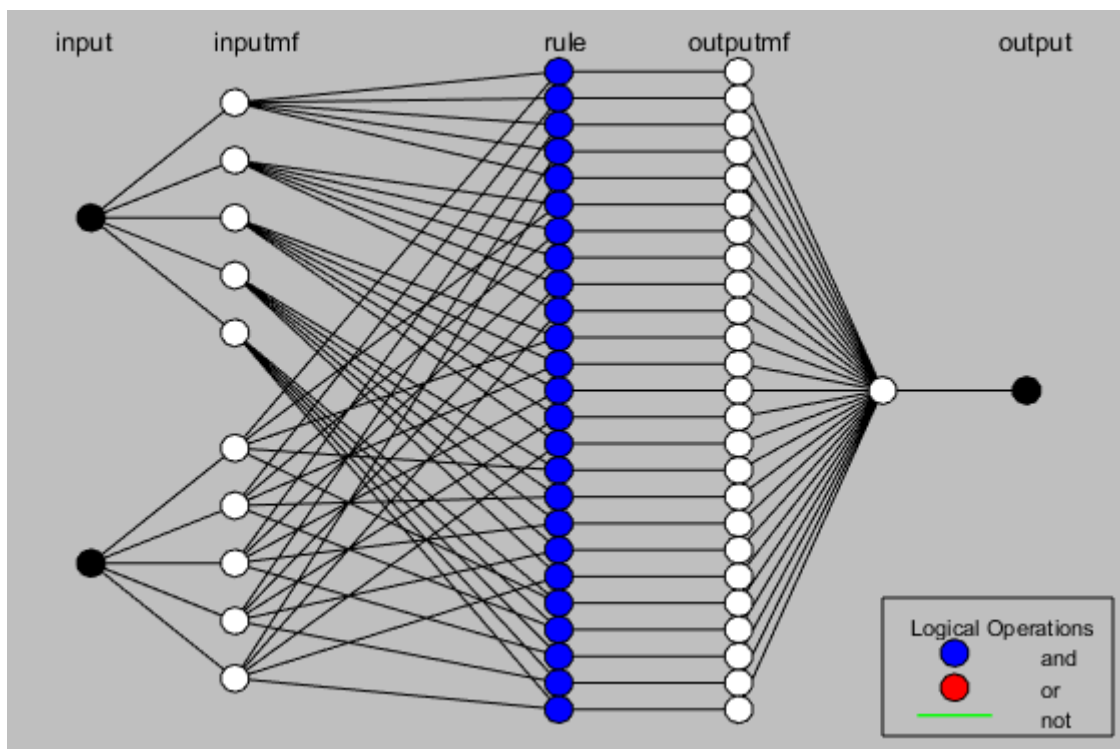 input inputmf rule outputmf output
Logical Operations
and
or
not